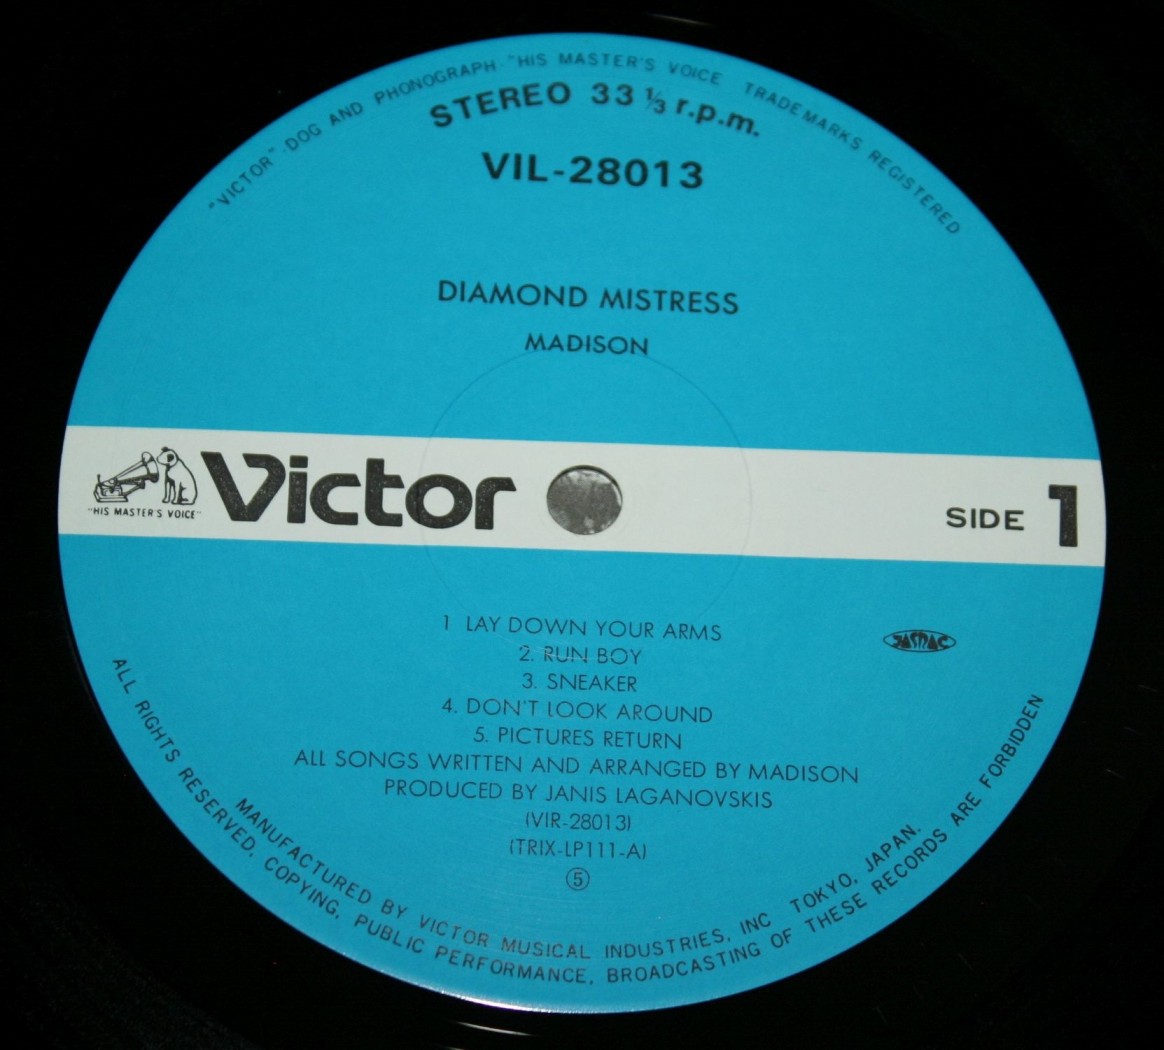 "VICTOR"·DOG AND PHONOGRAPH·"HIS MASTER'S VOICE TRADEMARKS REGISTERED
STEREO 33 ⅓ r.p.m.
VIL-28013
DIAMOND MISTRESS
MADISON
Victor
"HIS MASTER'S VOICE"
SIDE 1
1 LAY DOWN YOUR ARMS
2. RUN BOY
3. SNEAKER
4. DON'T LOOK AROUND
5. PICTURES RETURN
JASRAC
ALL SONGS WRITTEN AND ARRANGED BY MADISON
PRODUCED BY JANIS LAGANOVSKIS
(VIR-28013)
(TRIX-LP111-A)
⑤
MANUFACTURED BY VICTOR MUSICAL INDUSTRIES, INC TOKYO, JAPAN.
ALL RIGHTS RESERVED. COPYING, PUBLIC PERFORMANCE, BROADCASTING OF THESE RECORDS ARE FORBIDDEN